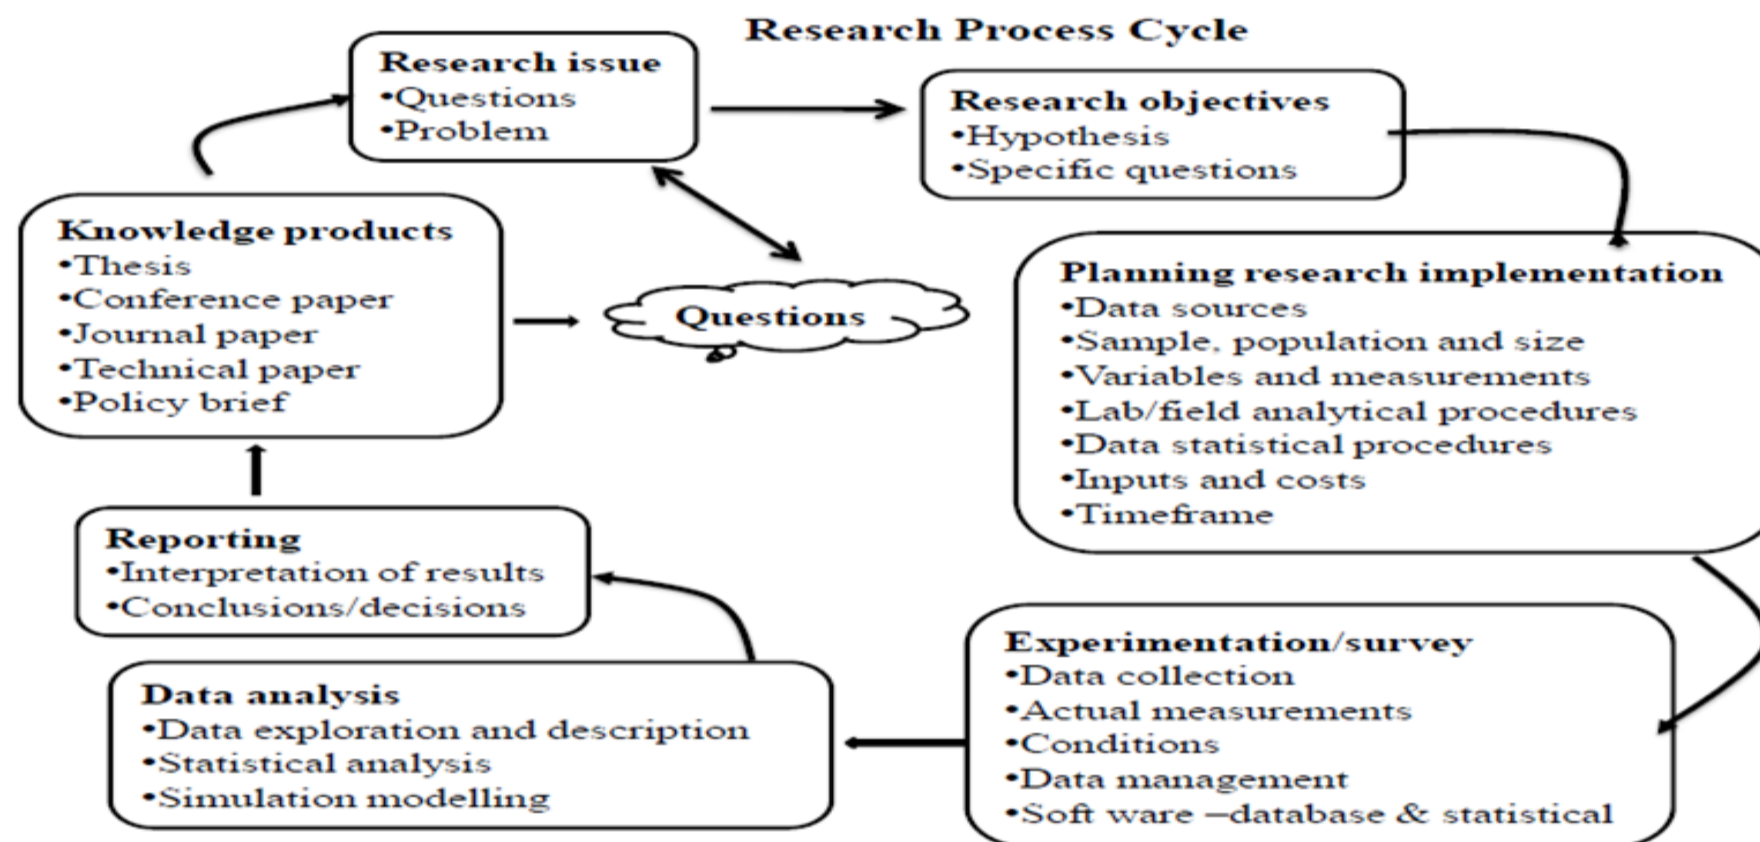 Research Process Cycle
Research issue
•Questions
•Problem
Research objectives
•Hypothesis
•Specific questions
Planning research implementation
•Data sources
•Sample, population and size
•Variables and measurements
•Lab/field analytical procedures
•Data statistical procedures
•Inputs and costs
•Timeframe
Experimentation/survey
•Data collection
•Actual measurements
•Conditions
•Data management
•Soft ware –database & statistical
Data analysis
•Data exploration and description
•Statistical analysis
•Simulation modelling
Reporting
•Interpretation of results
•Conclusions/decisions
Knowledge products
•Thesis
•Conference paper
•Journal paper
•Technical paper
•Policy brief
Questions